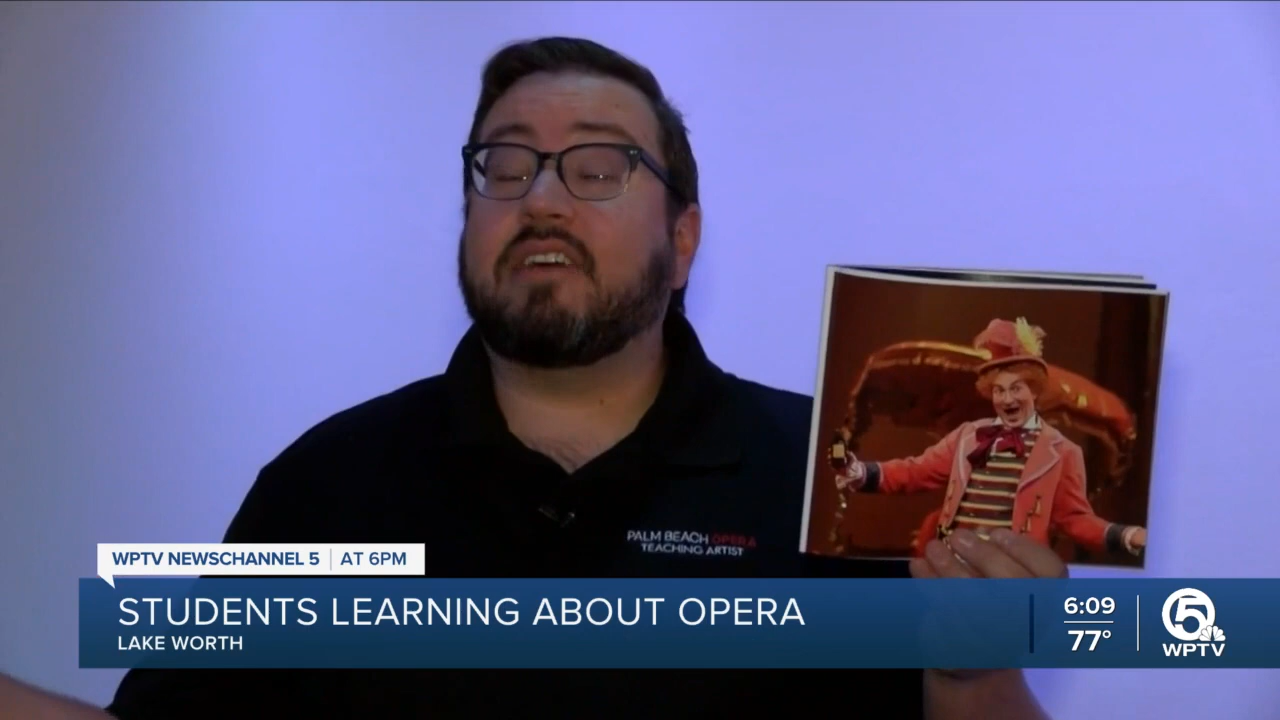 PALM BEACH OPERA
TEACHING ARTIST
WPTV NEWSCHANNEL 5 | AT 6PM
STUDENTS LEARNING ABOUT OPERA
LAKE WORTH
6:09
77°
5
WPTV